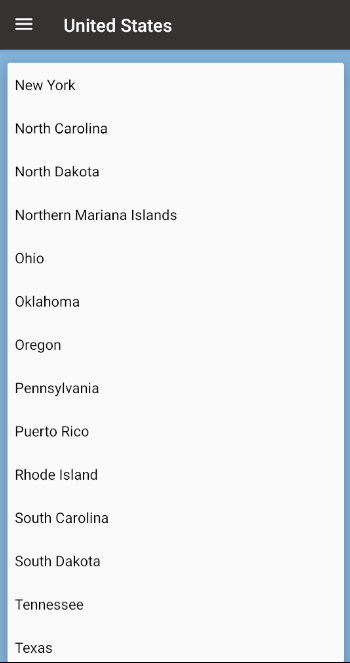 United States
New York
North Carolina
North Dakota
Northern Mariana Islands
Ohio
Oklahoma
Oregon
Pennsylvania
Puerto Rico
Rhode Island
South Carolina
South Dakota
Tennessee
Texas